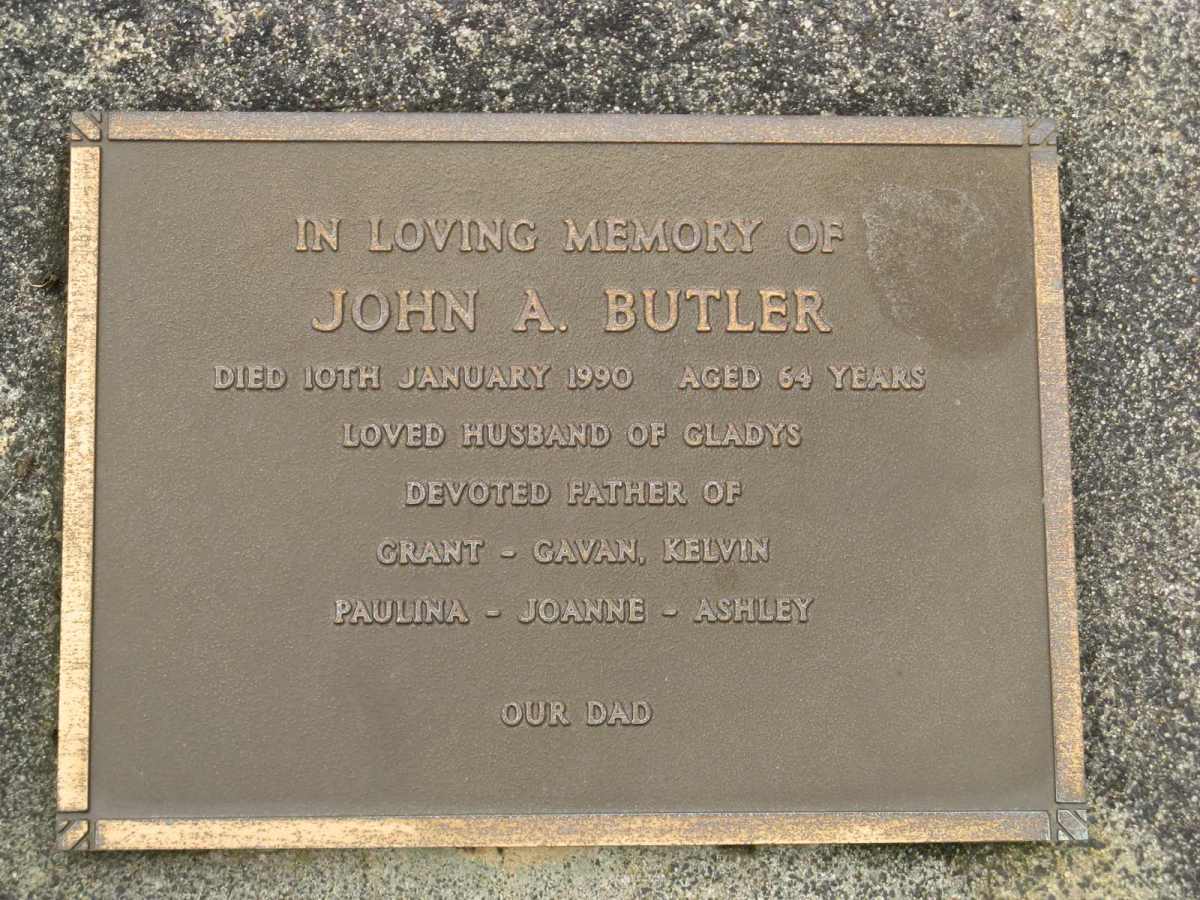 IN LOVING MEMORY OF
JOHN A. BUTLER
DIED 10TH JANUARY 1990 AGED 64 YEARS
LOVED HUSBAND OF GLADYS
DEVOTED FATHER OF
GRANT - GAVAN, KELVIN
PAULINA - JOANNE - ASHLEY
OUR DAD